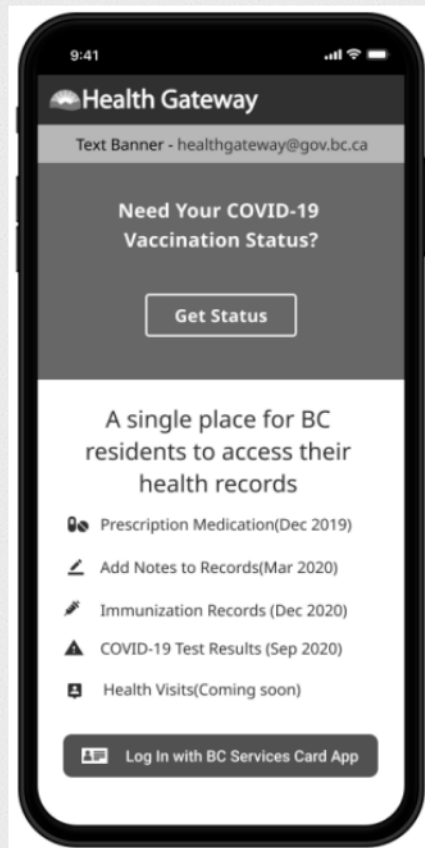 9:41
Health Gateway
Text Banner - healthgateway@gov.bc.ca
Need Your COVID-19
Vaccination Status?
Get Status
A single place for BC
residents to access their
health records
Prescription Medication(Dec 2019)
Add Notes to Records(Mar 2020)
Immunization Records (Dec 2020)
COVID-19 Test Results (Sep 2020)
Health Visits(Coming soon)
Log In with BC Services Card App